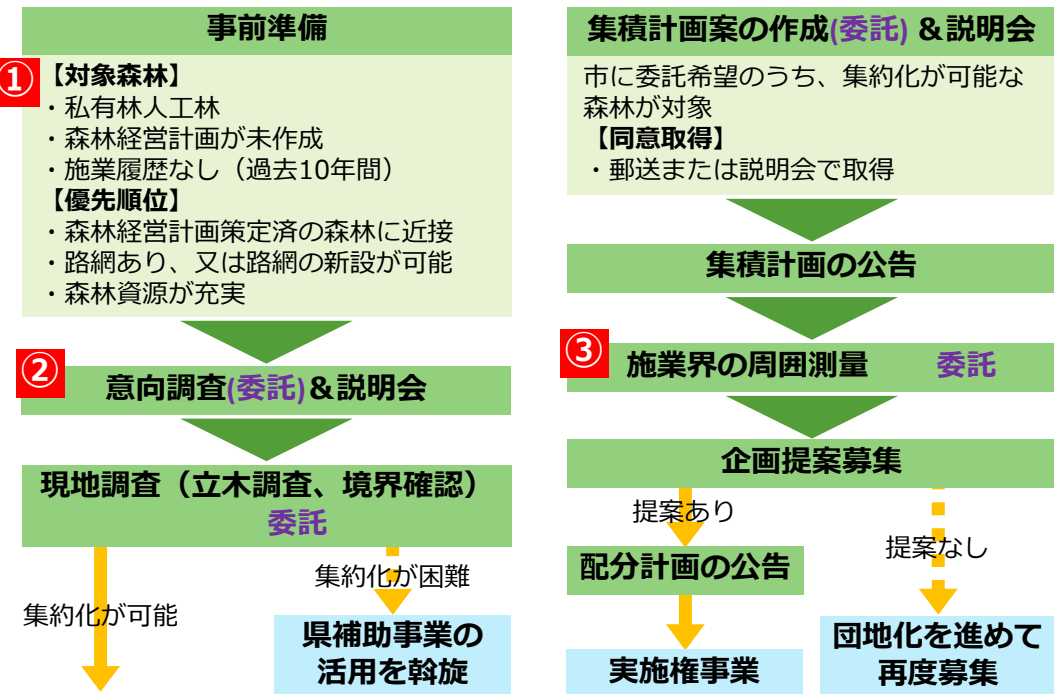 事前準備
①
【対象森林】
・私有林人工林
・森林経営計画が未作成
・施業履歴なし（過去10年間）
【優先順位】
・森林経営計画策定済の森林に近接
・路網あり、又は路網の新設が可能
・森林資源が充実
②
意向調査(委託)＆説明会
現地調査（立木調査、境界確認）
委託
集約化が可能
集約化が困難
県補助事業の
活用を斡旋
集積計画案の作成(委託)＆説明会
市に委託希望のうち、集約化が可能な
森林が対象
【同意取得】
・郵送または説明会で取得
集積計画の公告
③
施業界の周囲測量　委託
企画提案募集
提案あり
配分計画の公告
実施権事業
提案なし
団地化を進めて
再度募集